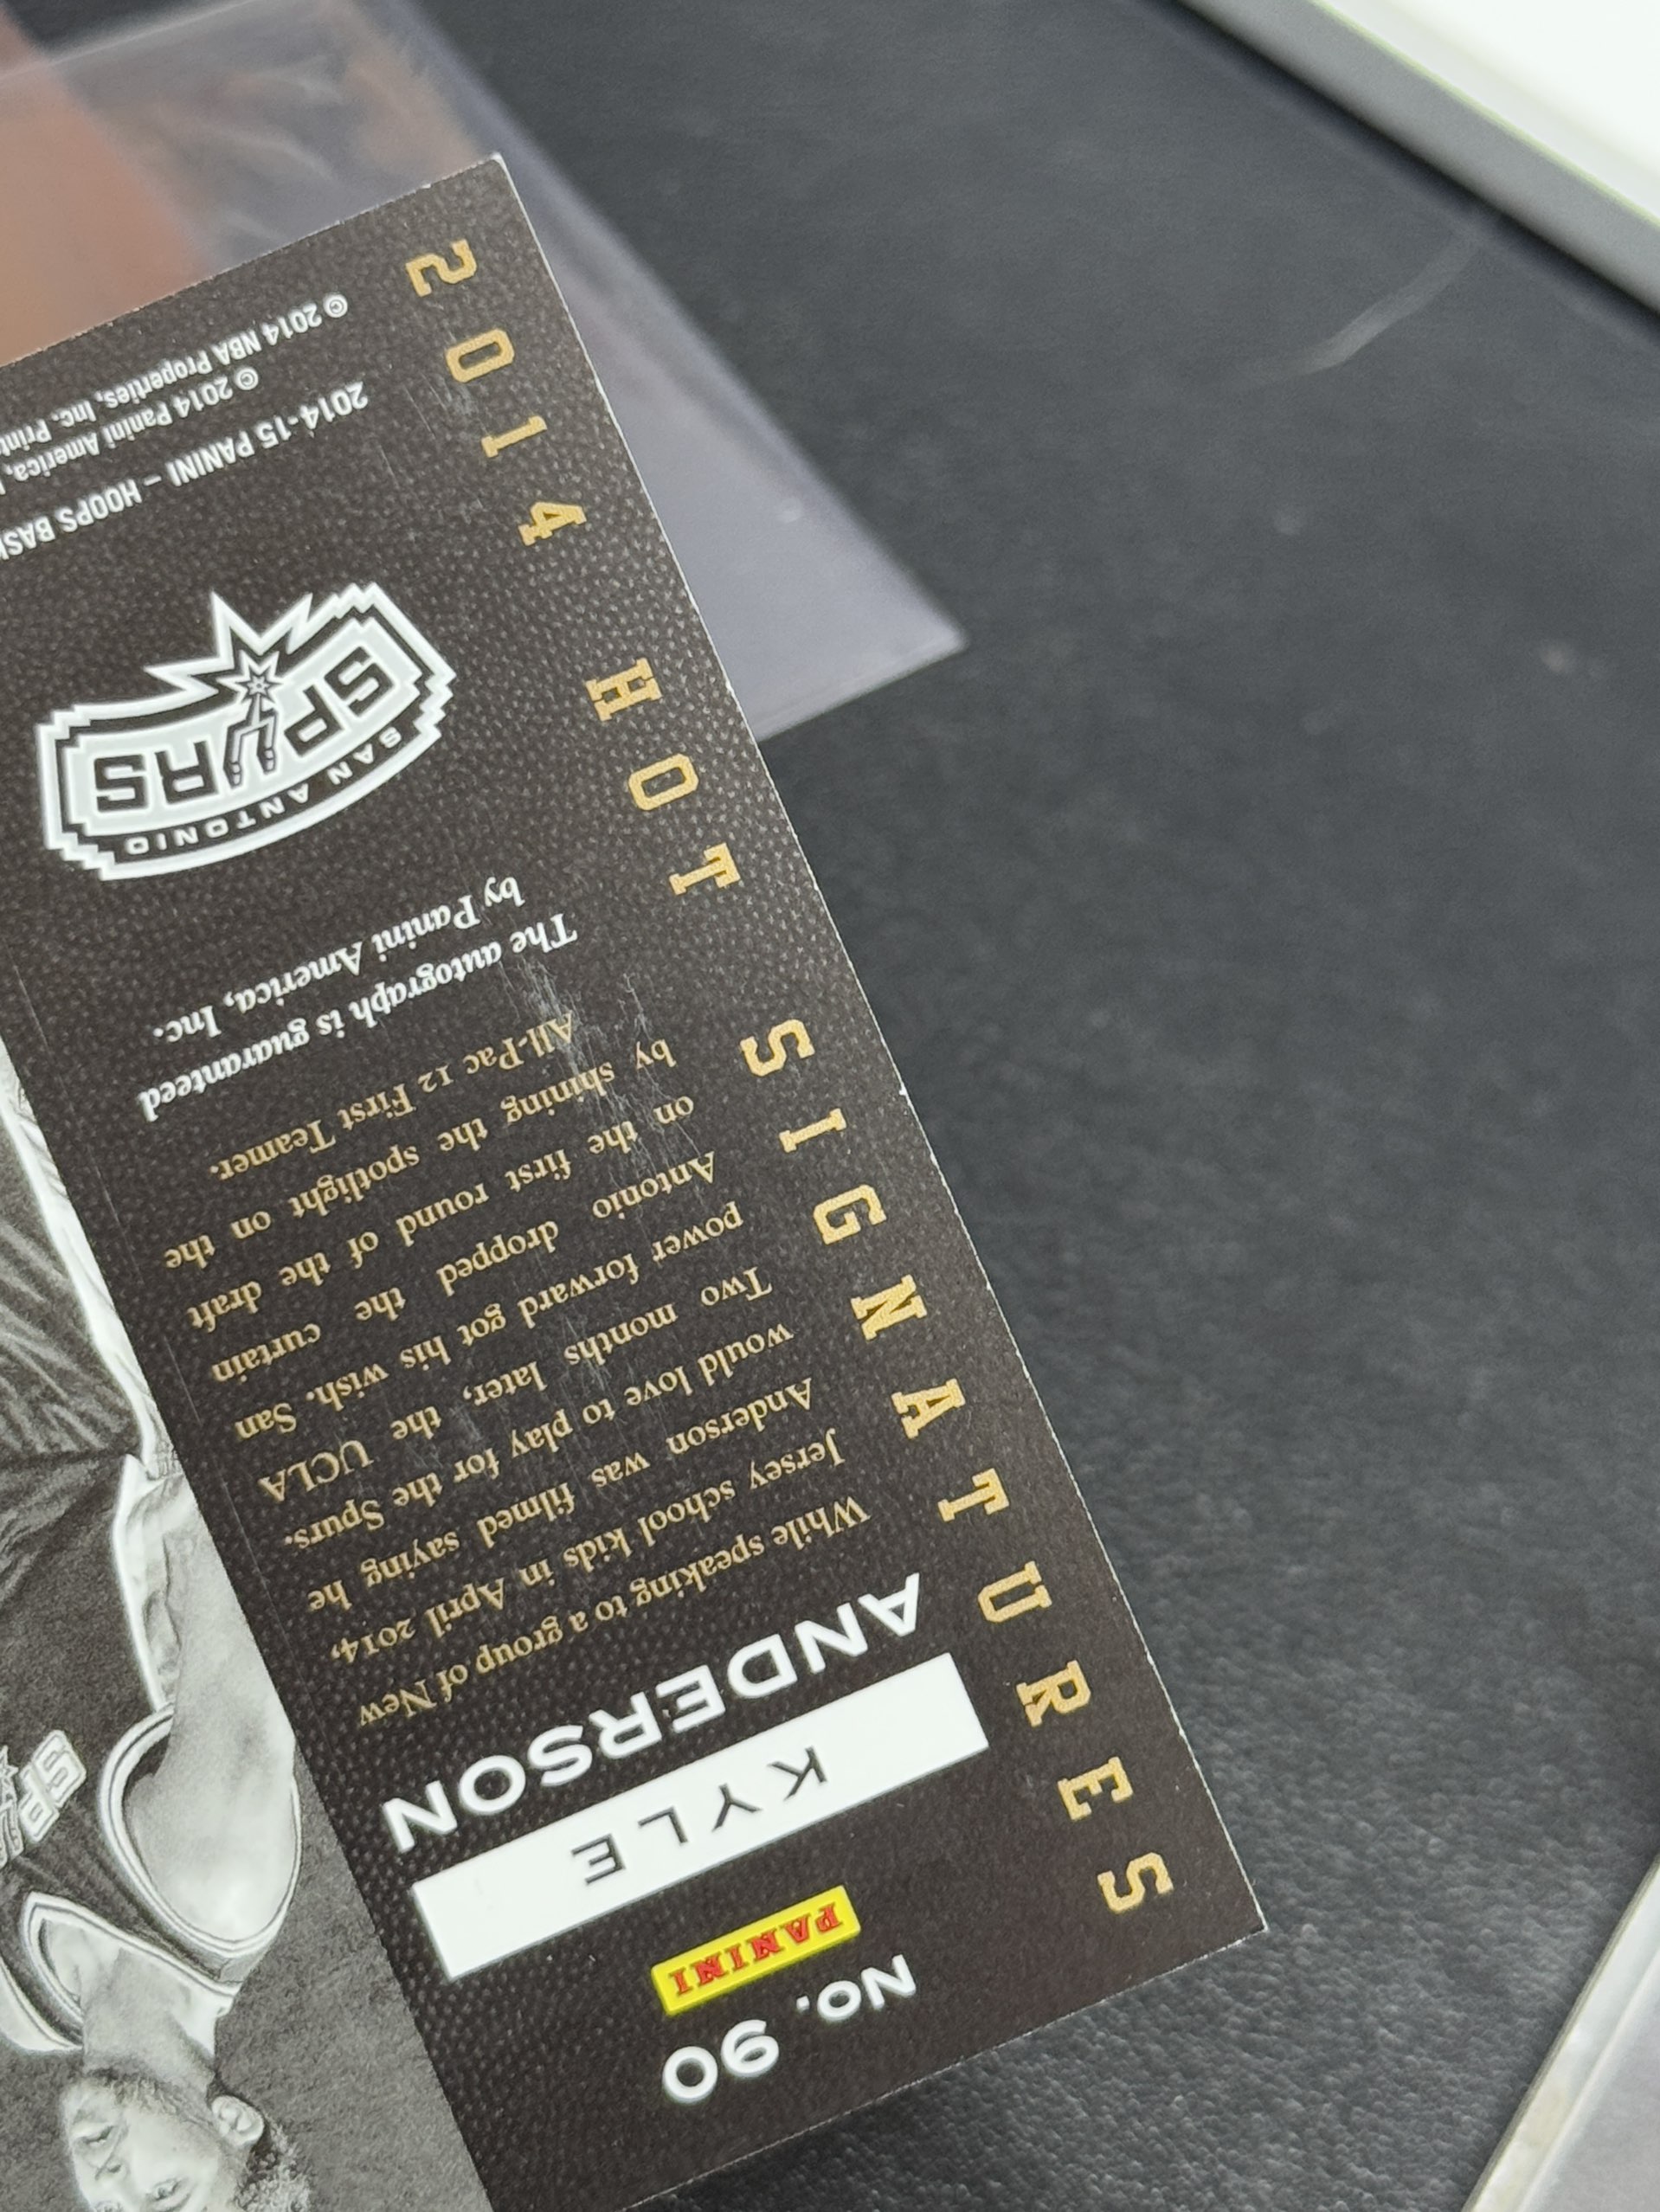 No. 90
PANINI
KYLE
ANDERSON
While speaking to a group of New
Jersey school kids in April 2014,
Anderson was filmed saying he
would love to play for the Spurs.
Two months later, the UCLA
power forward got his wish. San
Antonio dropped the curtain
on the first round of the draft
by shining the spotlight on the
All-Pac 12 First Teamer.
The autograph is guaranteed
by Panini America, Inc.
SAN ANTONIO
SPURS
2014-15 PANINI – HOOPS
© 2014 Panini America,
© 2014 NBA Properties, Inc.
2014 HOT SIGNATURES